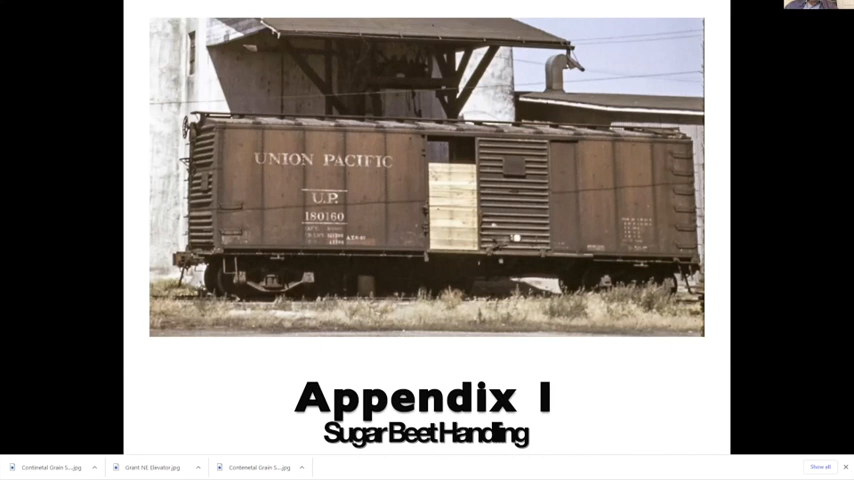 UNION PACIFIC
U.P.
180160
Appendix I
Sugar Beet Handling
Continetal Grain S....jpg
Grant NE Elevator.jpg
Contenetal Grain S....jpg
Show all